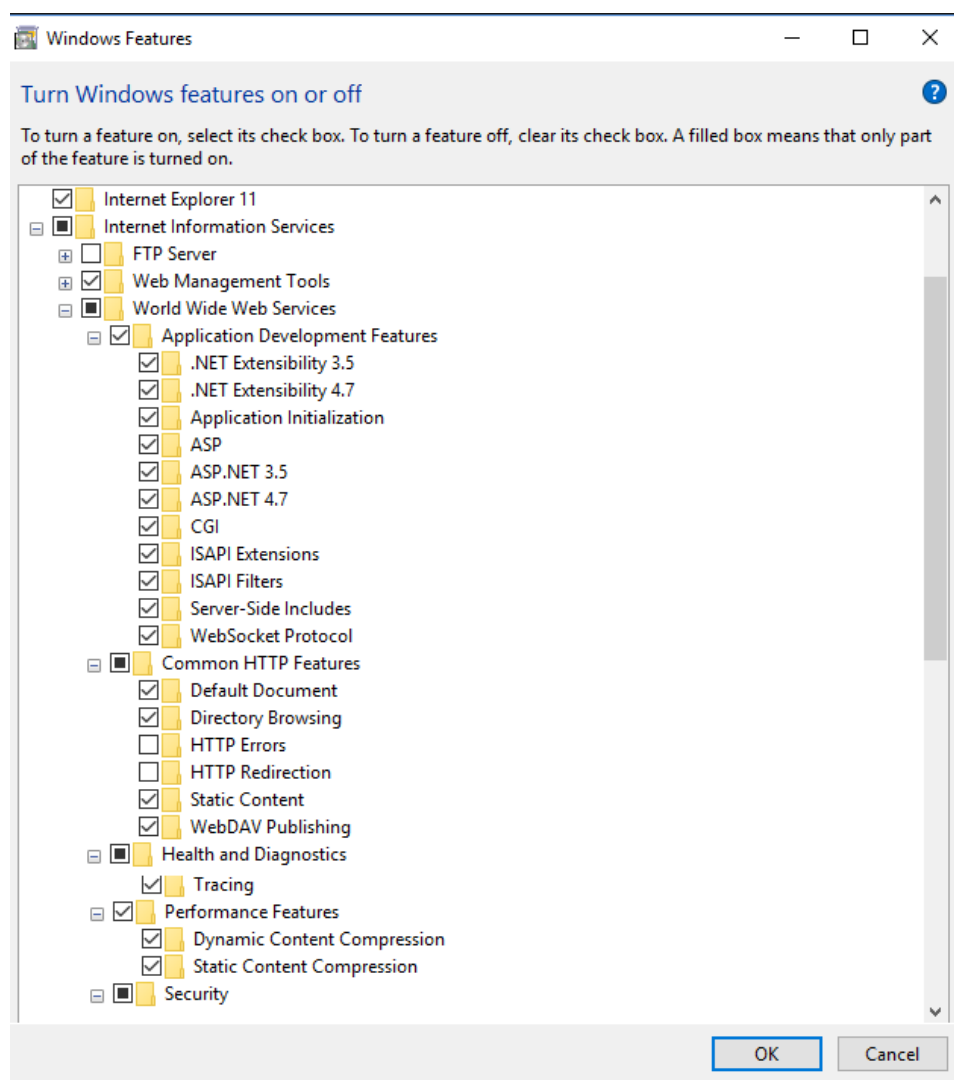 Windows Features
Turn Windows features on or off
To turn a feature on, select its check box. To turn a feature off, clear its check box. A filled box means that only part
of the feature is turned on.
Internet Explorer 11
Internet Information Services
FTP Server
Web Management Tools
World Wide Web Services
Application Development Features
.NET Extensibility 3.5
.NET Extensibility 4.7
Application Initialization
ASP
ASP.NET 3.5
ASP.NET 4.7
CGI
ISAPI Extensions
ISAPI Filters
Server-Side Includes
WebSocket Protocol
Common HTTP Features
Default Document
Directory Browsing
HTTP Errors
HTTP Redirection
Static Content
WebDAV Publishing
Health and Diagnostics
Tracing
Performance Features
Dynamic Content Compression
Static Content Compression
Security
OK
Cancel